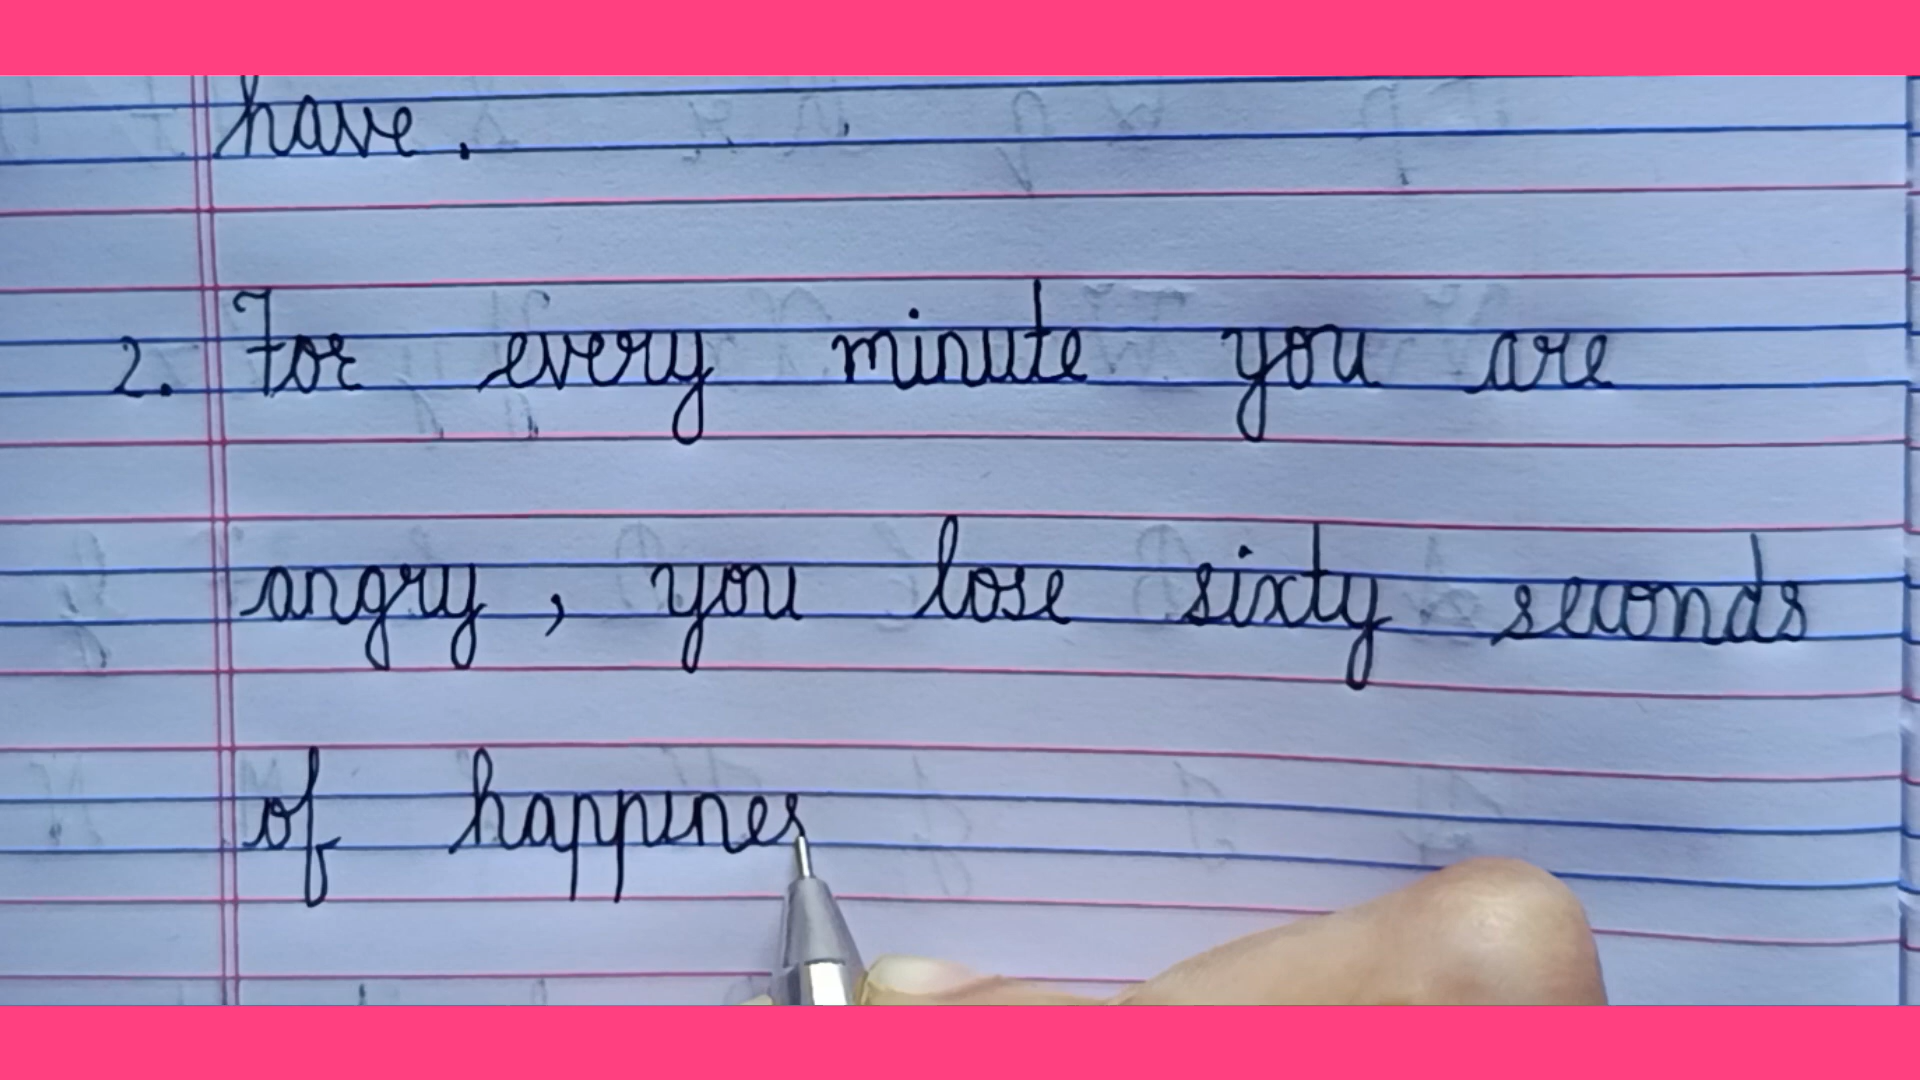 have.
2. For every minute you are
angry, you lose sixty seconds
of happines